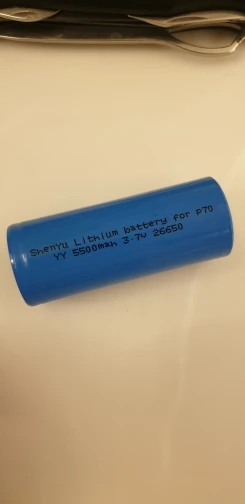 ShenYu Lithium battery for P70
YY 5500mah 3.7V 26650